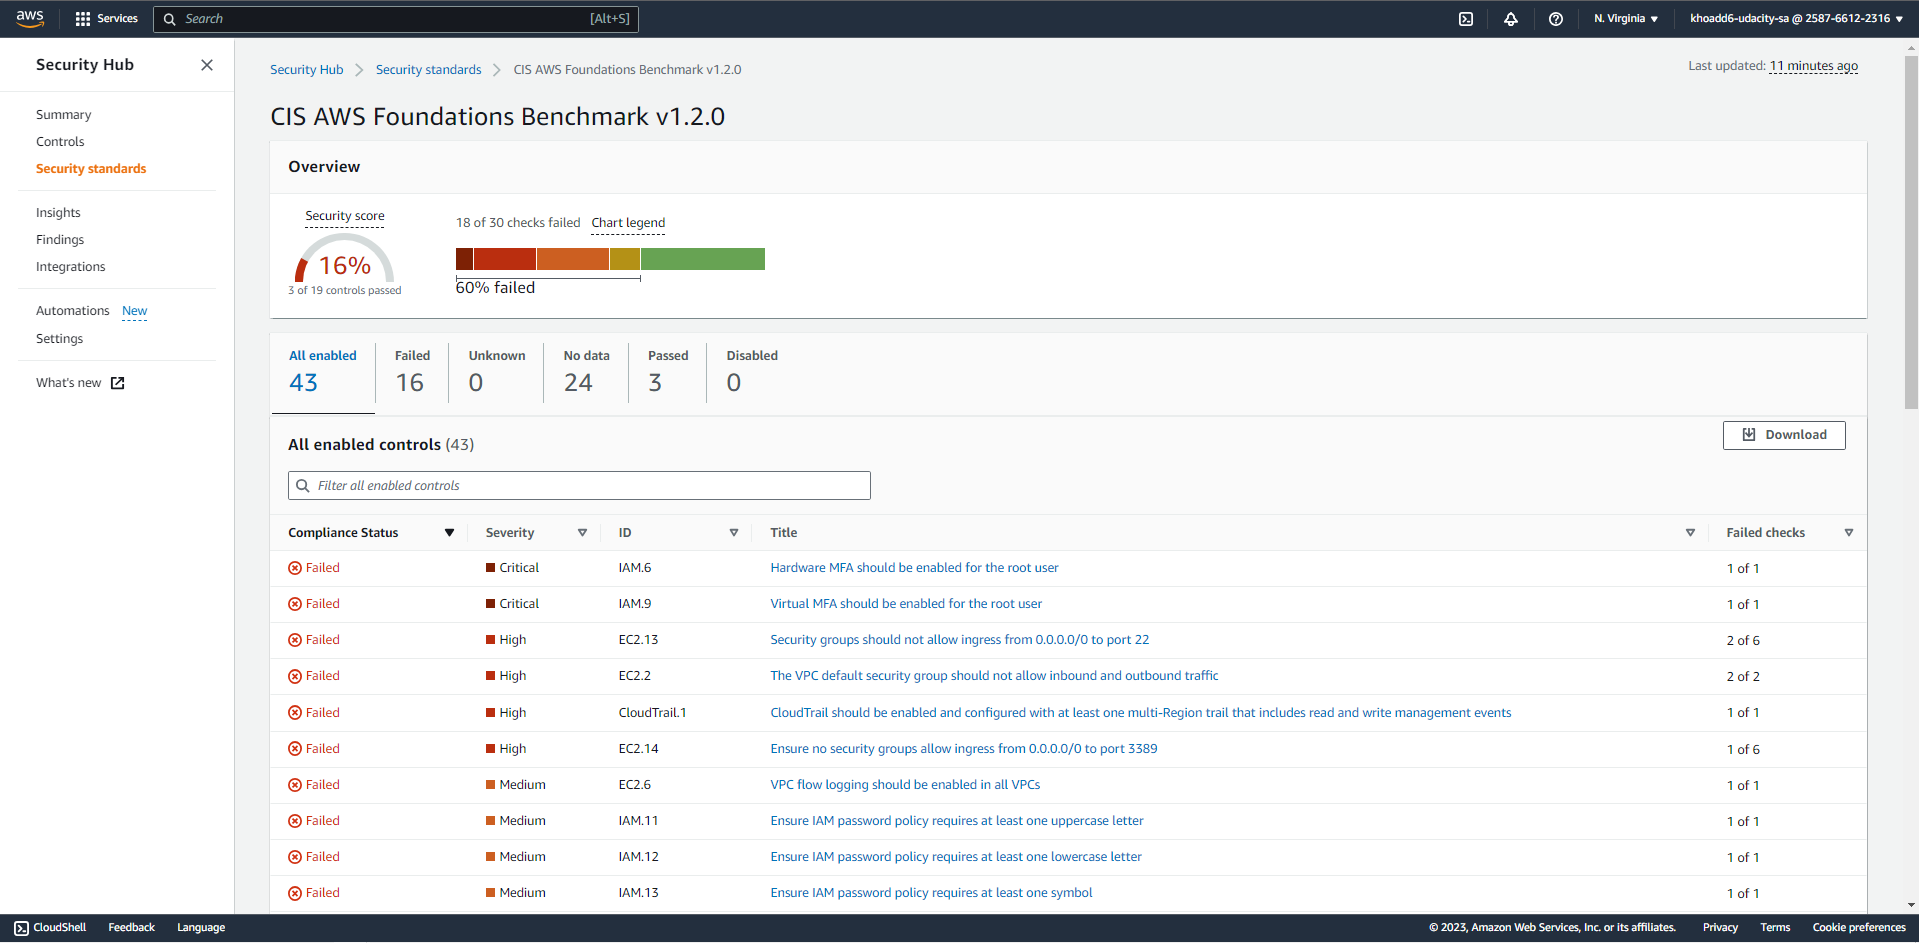 aws Services Search [Alt+S] N. Virginia ▼ khoadd6-udacity-sa @ 2587-6612-2316 ▼
Security Hub
Summary
Controls
Security standards
Insights
Findings
Integrations
Automations New
Settings
What's new
Security Hub > Security standards > CIS AWS Foundations Benchmark v1.2.0
Last updated: 11 minutes ago
CIS AWS Foundations Benchmark v1.2.0
Overview
Security score
16%
3 of 19 controls passed
18 of 30 checks failed Chart legend
60% failed
All enabled Failed Unknown No data Passed Disabled
43 16 0 24 3 0
All enabled controls (43)
Download
Filter all enabled controls
Compliance Status Severity ID Title Failed checks
Failed Critical IAM.6 Hardware MFA should be enabled for the root user 1 of 1
Failed Critical IAM.9 Virtual MFA should be enabled for the root user 1 of 1
Failed High EC2.13 Security groups should not allow ingress from 0.0.0.0/0 to port 22 2 of 6
Failed High EC2.2 The VPC default security group should not allow inbound and outbound traffic 2 of 2
Failed High CloudTrail.1 CloudTrail should be enabled and configured with at least one multi-Region trail that includes read and write management events 1 of 1
Failed High EC2.14 Ensure no security groups allow ingress from 0.0.0.0/0 to port 3389 1 of 6
Failed Medium EC2.6 VPC flow logging should be enabled in all VPCs 1 of 1
Failed Medium IAM.11 Ensure IAM password policy requires at least one uppercase letter 1 of 1
Failed Medium IAM.12 Ensure IAM password policy requires at least one lowercase letter 1 of 1
Failed Medium IAM.13 Ensure IAM password policy requires at least one symbol 1 of 1
CloudShell Feedback Language © 2023, Amazon Web Services, Inc. or its affiliates. Privacy Terms Cookie preferences